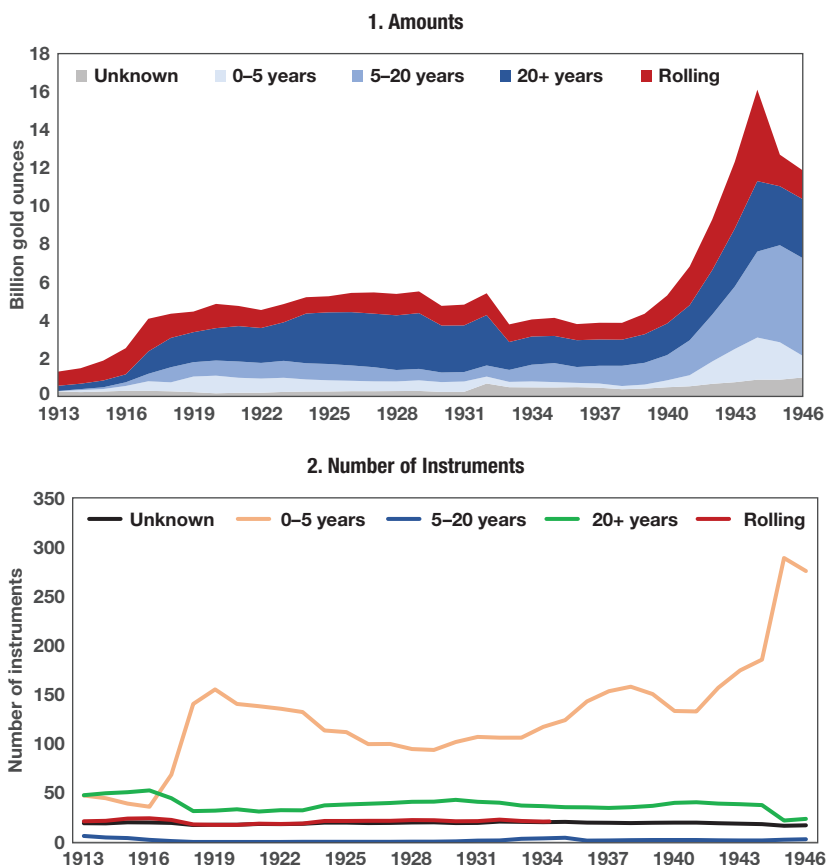 1. Amounts
18
16
14
12
10
8
6
4
2
0
Billion gold ounces
Unknown 0–5 years 5–20 years 20+ years Rolling
1913 1916 1919 1922 1925 1928 1931 1934 1937 1940 1943 1946
2. Number of Instruments
350
300
250
200
150
100
50
0
Number of instruments
Unknown 0–5 years 5–20 years 20+ years Rolling
1913 1916 1919 1922 1925 1928 1931 1934 1937 1940 1943 1946